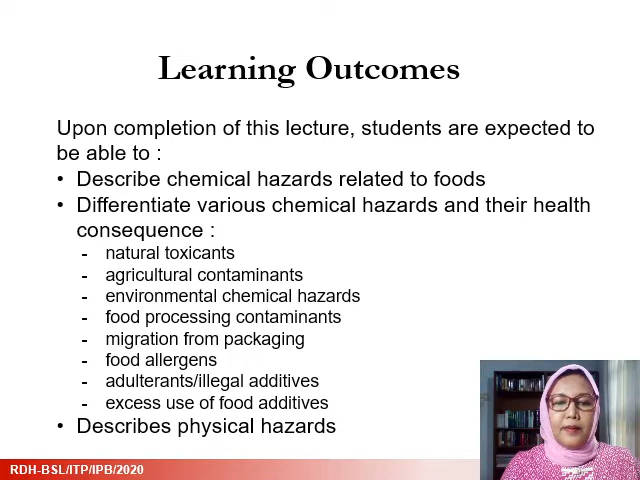 Learning Outcomes
Upon completion of this lecture, students are expected to
be able to :
• Describe chemical hazards related to foods
• Differentiate various chemical hazards and their health
consequence :
- natural toxicants
- agricultural contaminants
- environmental chemical hazards
- food processing contaminants
- migration from packaging
- food allergens
- adulterants/illegal additives
- excess use of food additives
• Describes physical hazards
RDH-BSL/ITP/IPB/2020